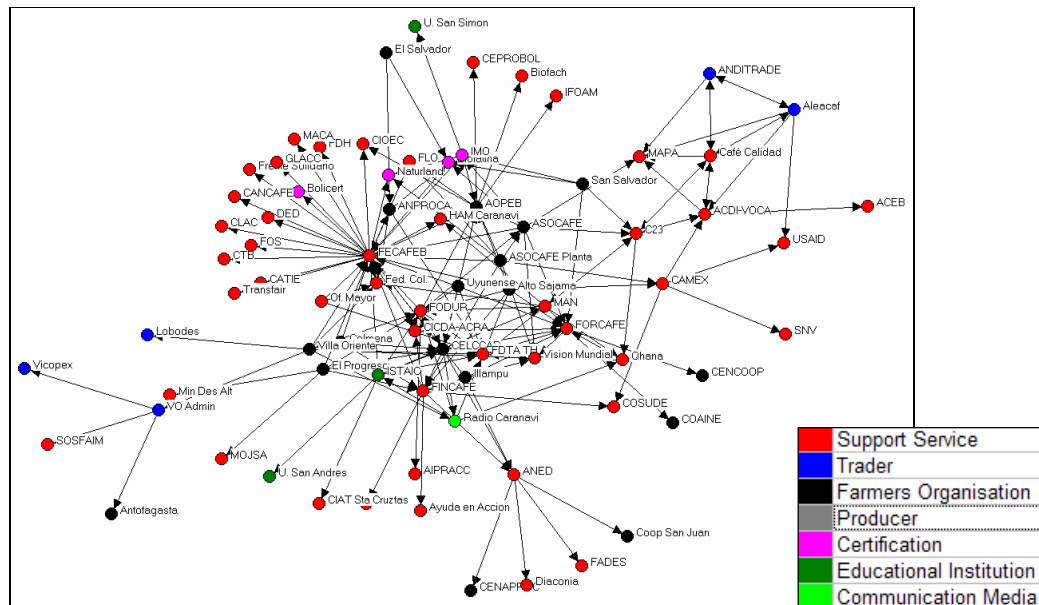 U. San Simon
El Salvador
CEPROBOL
Biofach
IFOAM
ANDITRADE
Aleacaf
MACA
FDH
CIOEC
GLACC
FLO
IMO
Biolatina
MAPA
Café Calidad
Naturland
San Salvador
Bolicert
CANCAFE
AOPEB
ANPROCA
ACDI-VOCA
ACEB
DED
HAM Caranavi
CLAC
ASOCAFE
C23
FOS
USAID
CTB
FECAFEB
ASOCAFE Planta
CATIE
Fed. Col.
Uyunense
Alto Sajama
CAMEX
Transfair
Of. Mayor
MAN
FODUR
CICDA-ACRA
FORCAFE
SNV
Lobodes
Villa Oriente
FDTA TH
Vision Mundial
Qhana
Vicopex
El Progreso
ISTAIC
Illampu
CENCOOP
Min Des Alt
FINCAFE
VO Admin
COSUDE
Radio Caranavi
COAINE
SOSFAIM
MOJSA
U. San Andres
AIPRACC
ANED
CIAT Sta Cruz
Ayuda en Accion
Antofagasta
Coop San Juan
FADES
Diaconia
Support Service
Trader
Farmers Organisation
Producer
Certification
Educational Institution
Communication Media